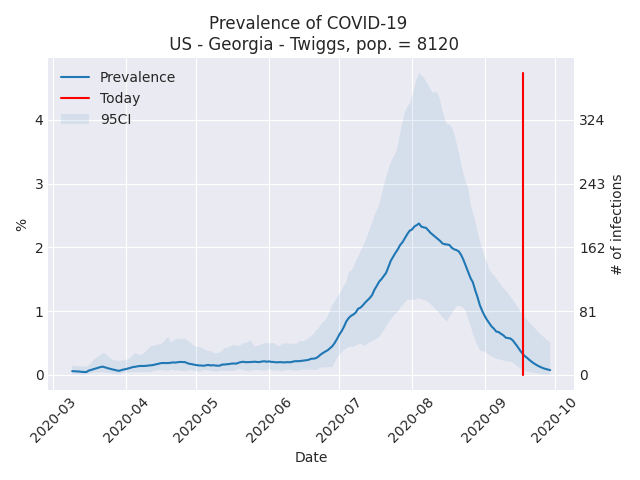 Prevalence of COVID-19
US - Georgia - Twiggs, pop. = 8120
Prevalence
Today
95CI
4
3
2
1
0
%
324
243
162
81
0
# of infections
2020-03
2020-04
2020-05
2020-06
2020-07
2020-08
2020-09
2020-10
Date